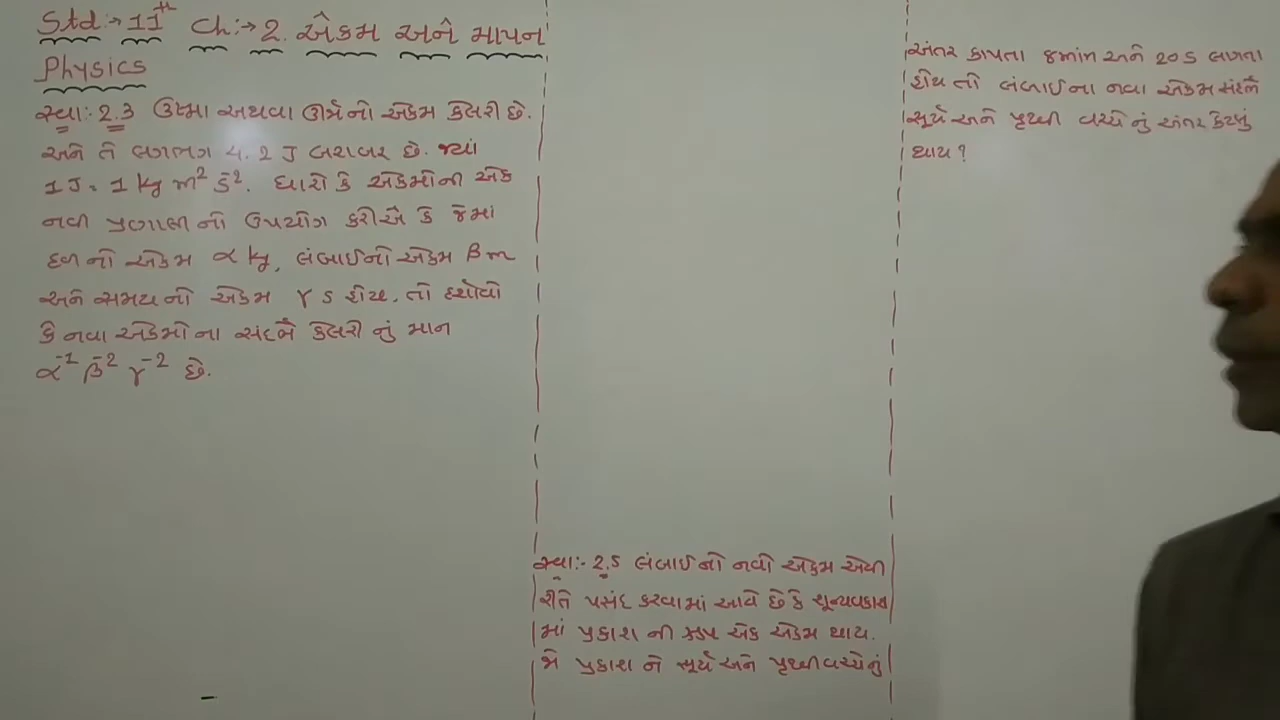 Std:→ 11th Ch:→ 2. એકમ અને માપન
Physics
સ્વા:- 2.3 ઉષ્મા અથવા ઊર્જાનો એકમ કેલરી છે.
અને તે લગભગ 4.2 J બરાબર છે. જ્યાં
1 J = 1 kg m² s⁻². ધારો કે એકમોની એક
નવી પ્રણાલીનો ઉપયોગ કરીએ કે જેમાં
દળનો એકમ α kg, લંબાઈનો એકમ β m
અને સમયનો એકમ γ s હોય. તો દર્શાવો
કે નવા એકમોના સંદર્ભે કેલરીનું માન
α⁻¹ β⁻² γ⁻² છે.
સ્વા:- 2.5 લંબાઈનો નવો એકમ એવી
રીતે પસંદ કરવામાં આવે છે કે શૂન્યાવકાશ
માં પ્રકાશ ની ઝડપ એક એકમ થાય.
જો પ્રકાશ ને સૂર્ય અને પૃથ્વી વચ્ચેનું
અંતર કાપતા 8 min અને 20 s લાગતા
હોય તો લંબાઈના નવા એકમ સંદર્ભે
સૂર્ય અને પૃથ્વી વચ્ચેનું અંતર કેટલું
થાય ?